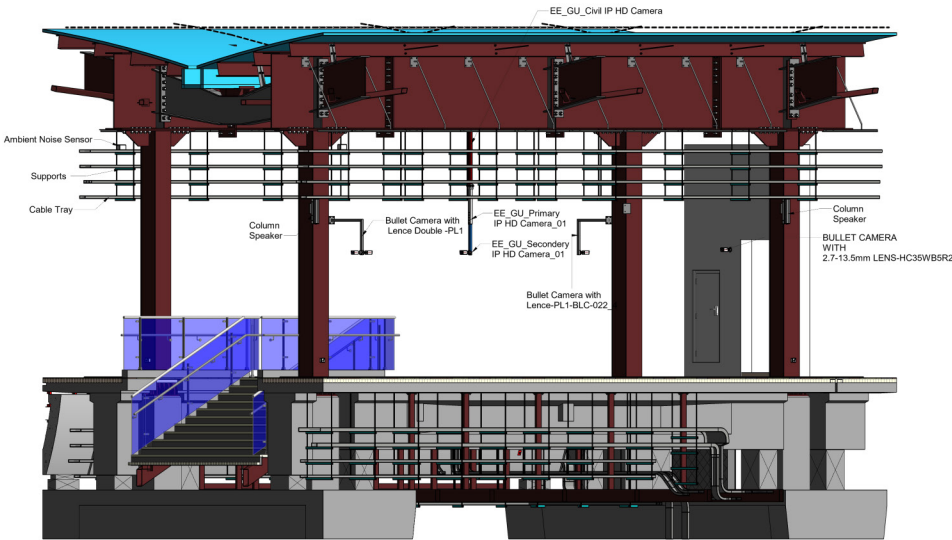 EE_GU_Civil IP HD Camera
Ambient Noise Sensor
Supports
Cable Tray
Column
Speaker
Bullet Camera with
Lence Double -PL1
EE_GU_Primary
IP HD Camera_01
EE_GU_Secondery
IP HD Camera_01
Bullet Camera with
Lence-PL1-BLC-022_
Column
Speaker
BULLET CAMERA
WITH
2.7-13.5mm LENS-HC35WB5R2